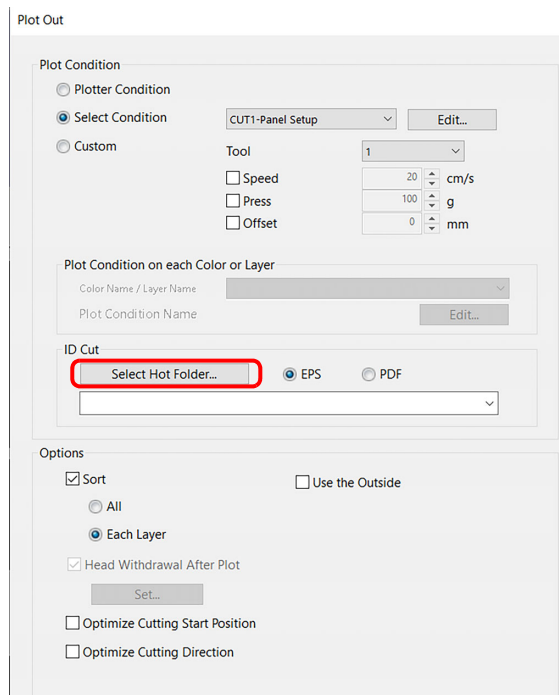 Plot Out
Plot Condition
Plotter Condition
Select Condition CUT1-Panel Setup Edit...
Custom Tool 1
Speed 20 cm/s
Press 100 g
Offset 0 mm
Plot Condition on each Color or Layer
Color Name / Layer Name
Plot Condition Name Edit...
ID Cut
Select Hot Folder... EPS PDF
Options
Sort Use the Outside
All
Each Layer
Head Withdrawal After Plot
Set...
Optimize Cutting Start Position
Optimize Cutting Direction